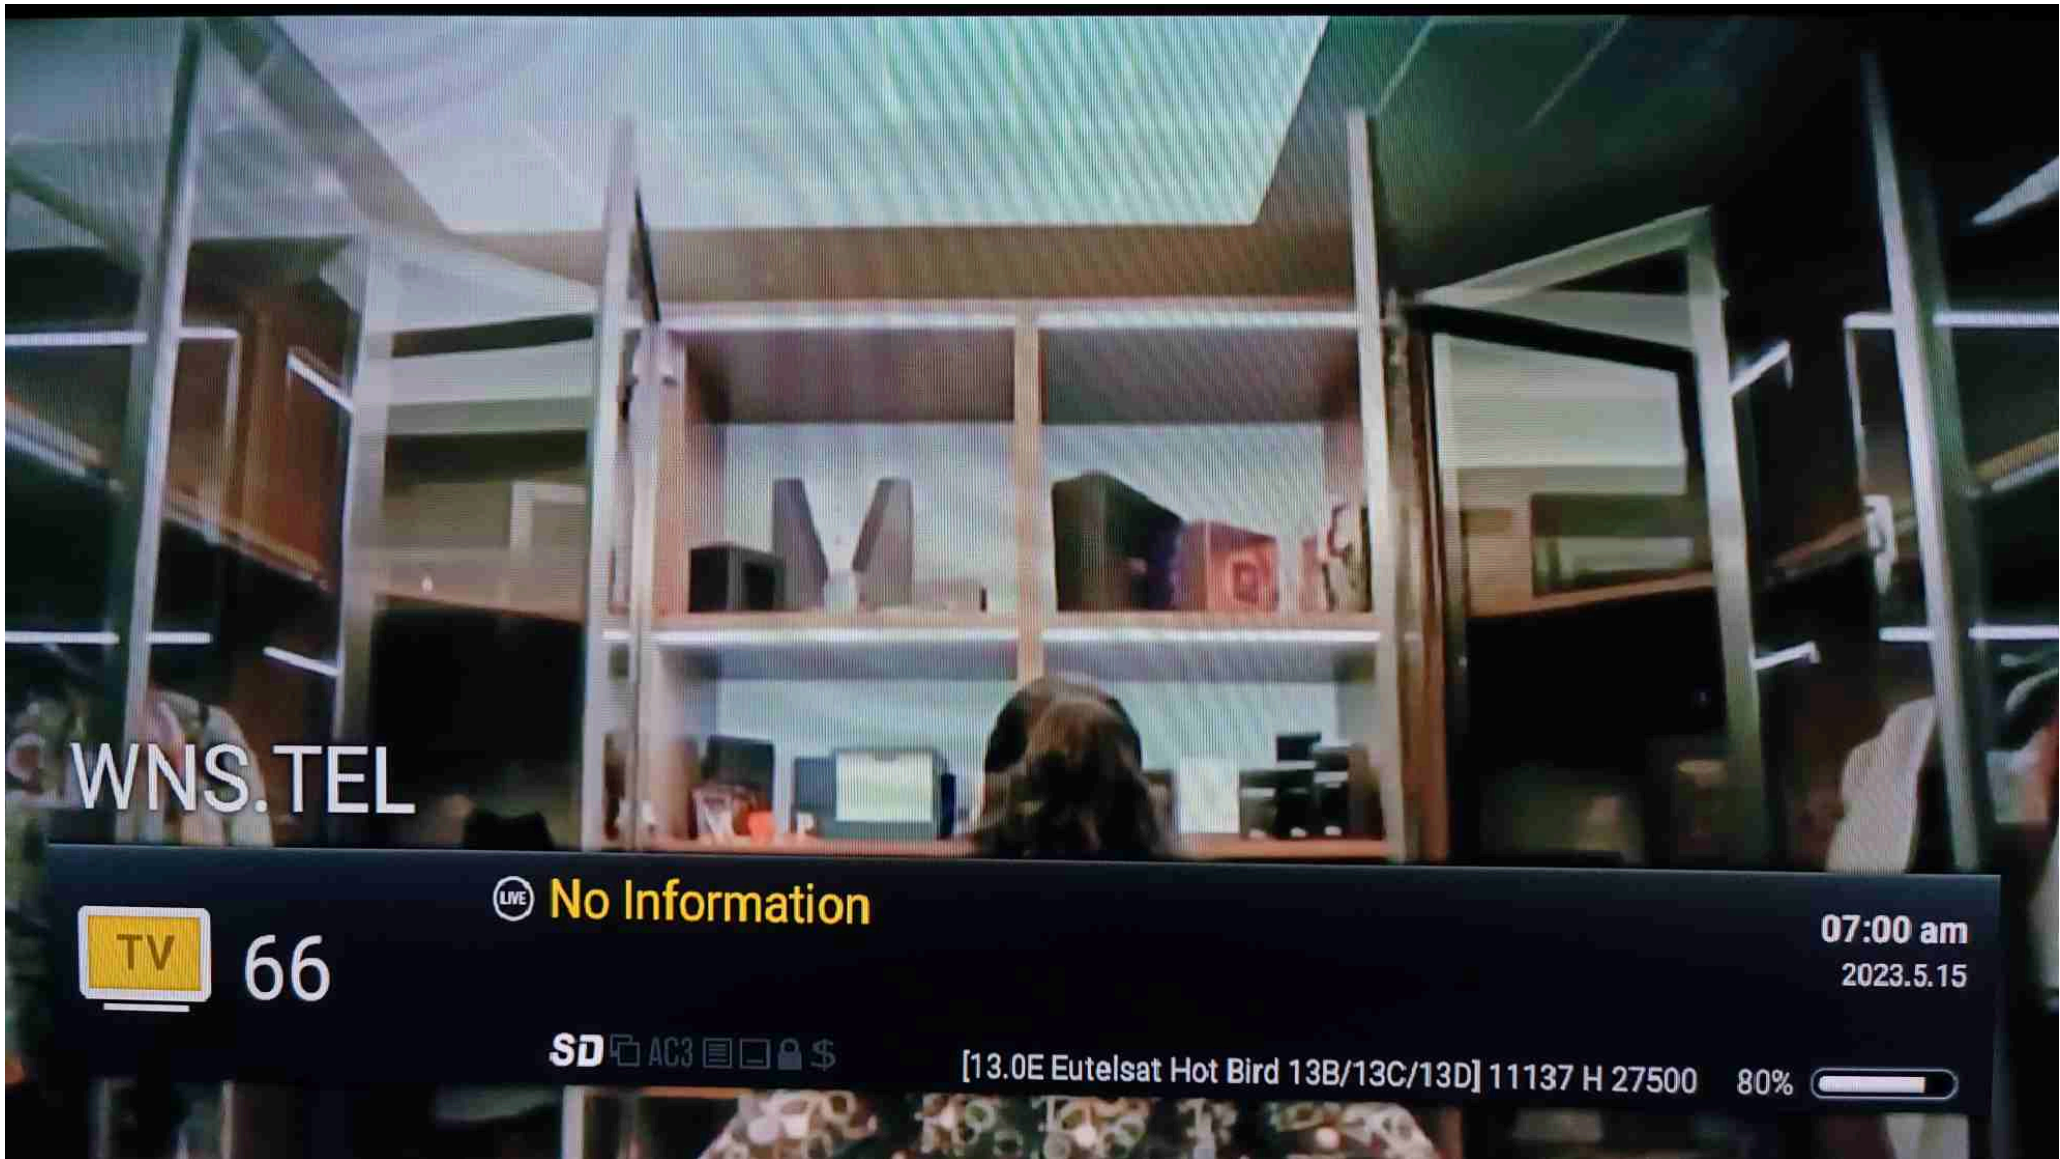 WNS.TEL
LIVE No Information
TV 66
07:00 am
2023.5.15
SD AC3 $
[13.0E Eutelsat Hot Bird 13B/13C/13D] 11137 H 27500 80%